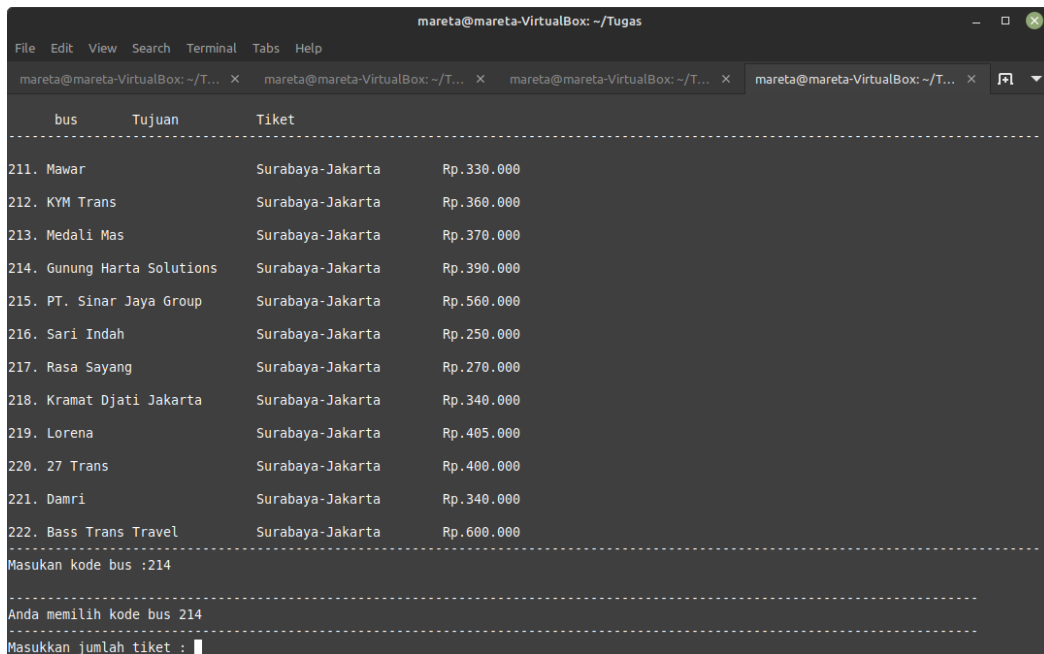 mareta@mareta-VirtualBox: ~/Tugas
File Edit View Search Terminal Tabs Help
mareta@mareta-VirtualBox: ~/T... × mareta@mareta-VirtualBox: ~/T... × mareta@mareta-VirtualBox: ~/T... × mareta@mareta-VirtualBox: ~/T... ×
bus Tujuan Tiket
211. Mawar Surabaya-Jakarta Rp.330.000
212. KYM Trans Surabaya-Jakarta Rp.360.000
213. Medali Mas Surabaya-Jakarta Rp.370.000
214. Gunung Harta Solutions Surabaya-Jakarta Rp.390.000
215. PT. Sinar Jaya Group Surabaya-Jakarta Rp.560.000
216. Sari Indah Surabaya-Jakarta Rp.250.000
217. Rasa Sayang Surabaya-Jakarta Rp.270.000
218. Kramat Djati Jakarta Surabaya-Jakarta Rp.340.000
219. Lorena Surabaya-Jakarta Rp.405.000
220. 27 Trans Surabaya-Jakarta Rp.400.000
221. Damri Surabaya-Jakarta Rp.340.000
222. Bass Trans Travel Surabaya-Jakarta Rp.600.000
Masukan kode bus :214
Anda memilih kode bus 214
Masukkan jumlah tiket :